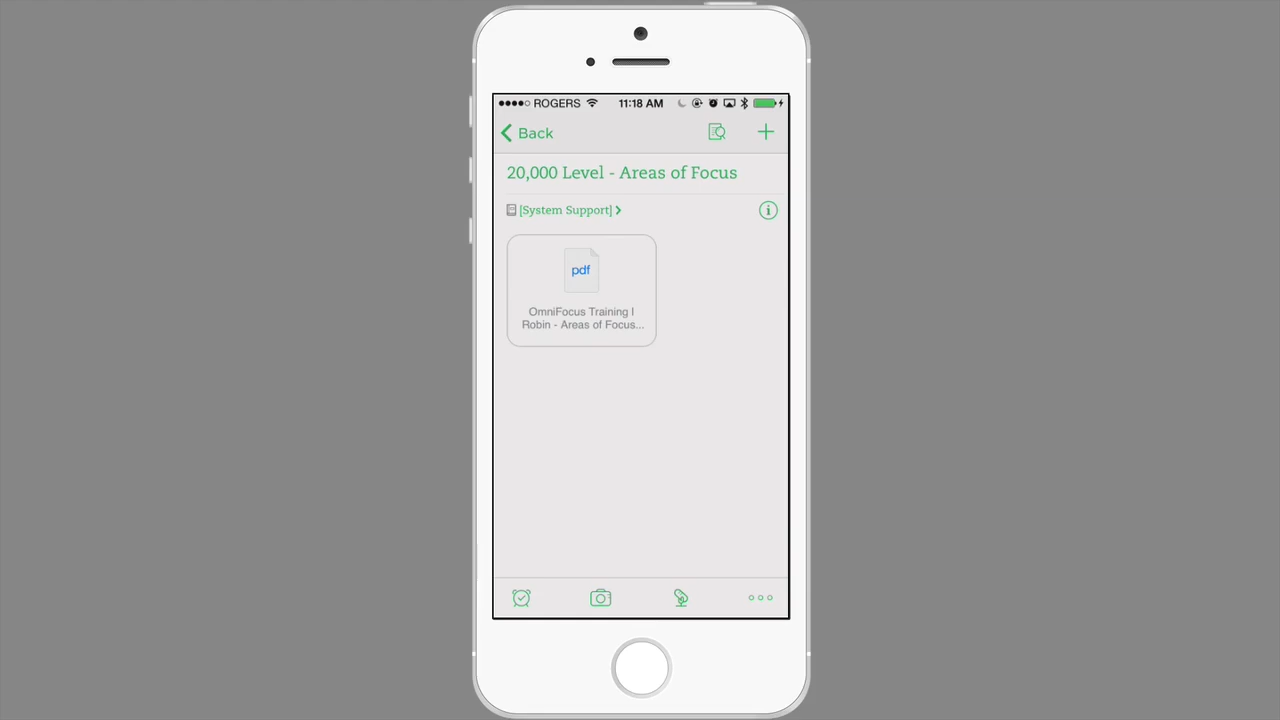 ROGERS 11:18 AM
Back
20,000 Level - Areas of Focus
[System Support]
pdf
OmniFocus Training |
Robin - Areas of Focus...